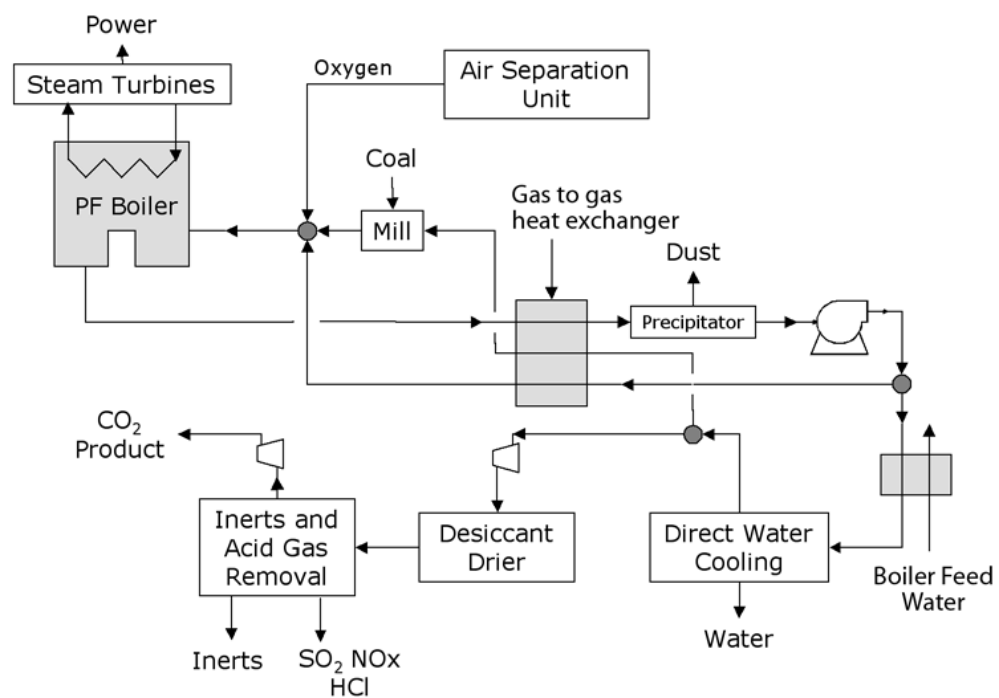 Power
Steam Turbines
Oxygen
Air Separation
Unit
Coal
PF Boiler
Mill
Gas to gas
heat exchanger
Dust
Precipitator
CO₂
Product
Inerts and
Acid Gas
Removal
Desiccant
Drier
Direct Water
Cooling
Boiler Feed
Water
Water
Inerts
SO₂ NOx
HCl